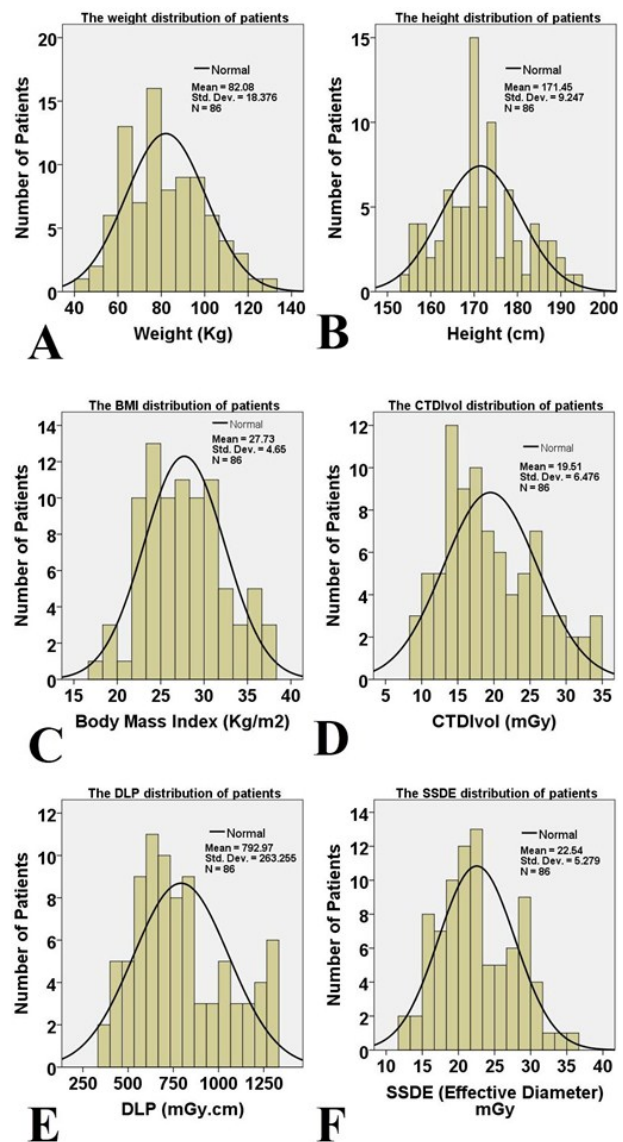 The weight distribution of patients
20
15
10
5
0
Number of Patients
Normal
Mean = 82.08
Std. Dev. = 18.376
N = 86
40 60 80 100 120 140
Weight (Kg)
A
The height distribution of patients
15
10
5
0
Number of Patients
Normal
Mean = 171.45
Std. Dev. = 9.247
N = 86
150 160 170 180 190 200
Height (cm)
B
The BMI distribution of patients
14
12
10
8
6
4
2
0
Number of Patients
Normal
Mean = 27.73
Std. Dev. = 4.65
N = 86
15 20 25 30 35 40
Body Mass Index (Kg/m2)
C
The CTDIvol distribution of patients
12
10
8
6
4
2
0
Number of Patients
Normal
Mean = 19.51
Std. Dev. = 6.476
N = 86
5 10 15 20 25 30 35
CTDIvol (mGy)
D
The DLP distribution of patients
12
10
8
6
4
2
0
Number of Patients
Normal
Mean = 792.97
Std. Dev. = 263.255
N = 86
250 500 750 1000 1250
DLP (mGy.cm)
E
The SSDE distribution of patients
14
12
10
8
6
4
2
0
Number of Patients
Normal
Mean = 22.54
Std. Dev. = 5.279
N = 86
10 15 20 25 30 35 40
SSDE (Effective Diameter)
mGy
F